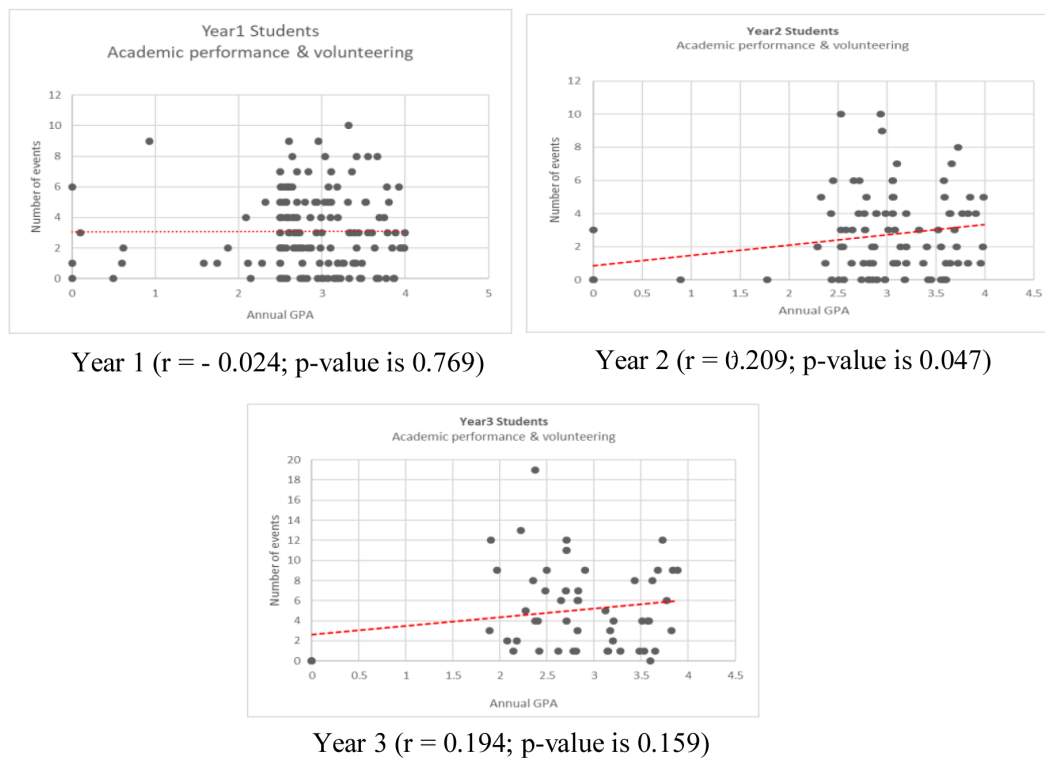 Year1 Students
Academic performance & volunteering
12
10
8
6
4
2
0
Number of events
0 1 2 3 4 5
Annual GPA
Year2 Students
Academic performance & volunteering
12
10
8
6
4
2
0
Number of events
0 0.5 1 1.5 2 2.5 3 3.5 4 4.5
Annual GPA
Year 1 (r = - 0.024; p-value is 0.769)
Year 2 (r = 0.209; p-value is 0.047)
Year3 Students
Academic performance & volunteering
20
18
16
14
12
10
8
6
4
2
0
Number of events
0 0.5 1 1.5 2 2.5 3 3.5 4 4.5
Annual GPA
Year 3 (r = 0.194; p-value is 0.159)